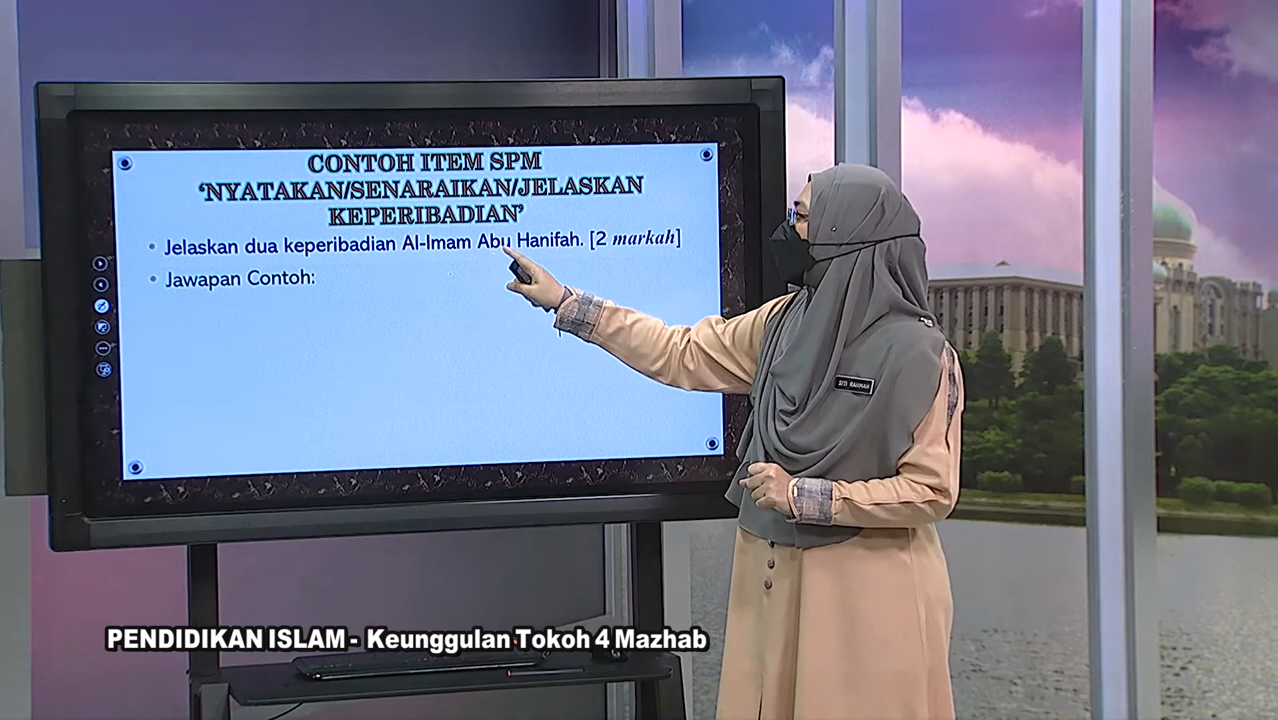 CONTOH ITEM SPM
‘NYATAKAN/SENARAIKAN/JELASKAN
KEPERIBADIAN’
• Jelaskan dua keperibadian Al-Imam Abu Hanifah. [2 markah]
• Jawapan Contoh:
SITI RAHMAH
PENDIDIKAN ISLAM - Keunggulan Tokoh 4 Mazhab